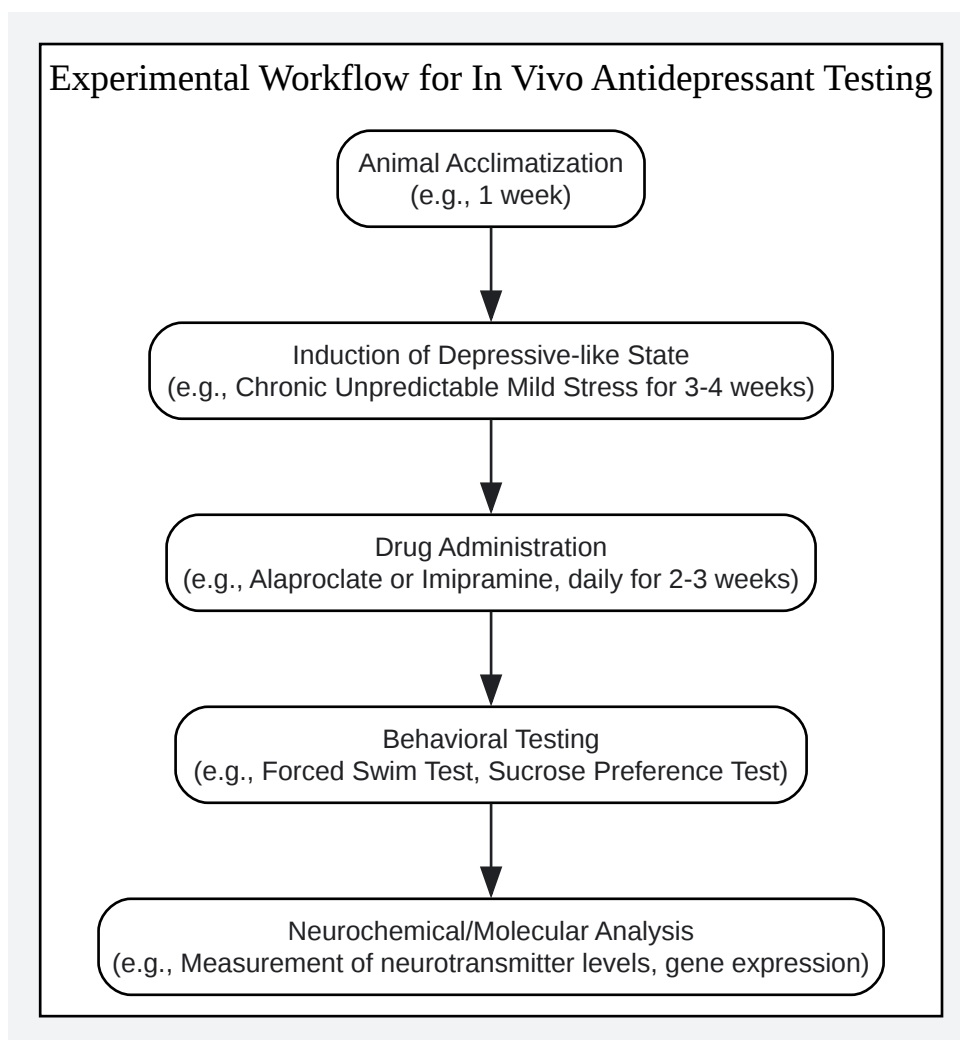 Experimental Workflow for In Vivo Antidepressant Testing
Animal Acclimatization
(e.g., 1 week)
Induction of Depressive-like State
(e.g., Chronic Unpredictable Mild Stress for 3-4 weeks)
Drug Administration
(e.g., Alaproclate or Imipramine, daily for 2-3 weeks)
Behavioral Testing
(e.g., Forced Swim Test, Sucrose Preference Test)
Neurochemical/Molecular Analysis
(e.g., Measurement of neurotransmitter levels, gene expression)